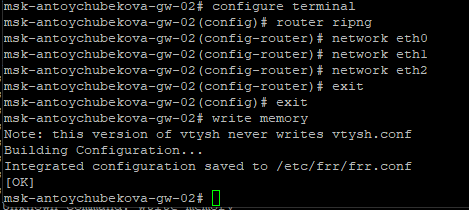 msk-antoychubekova-gw-02# configure terminal
msk-antoychubekova-gw-02(config)# router ripng
msk-antoychubekova-gw-02(config-router)# network eth0
msk-antoychubekova-gw-02(config-router)# network eth1
msk-antoychubekova-gw-02(config-router)# network eth2
msk-antoychubekova-gw-02(config-router)# exit
msk-antoychubekova-gw-02(config)# exit
msk-antoychubekova-gw-02# write memory
Note: this version of vtysh never writes vtysh.conf
Building Configuration...
Integrated configuration saved to /etc/frr/frr.conf
[OK]
msk-antoychubekova-gw-02#